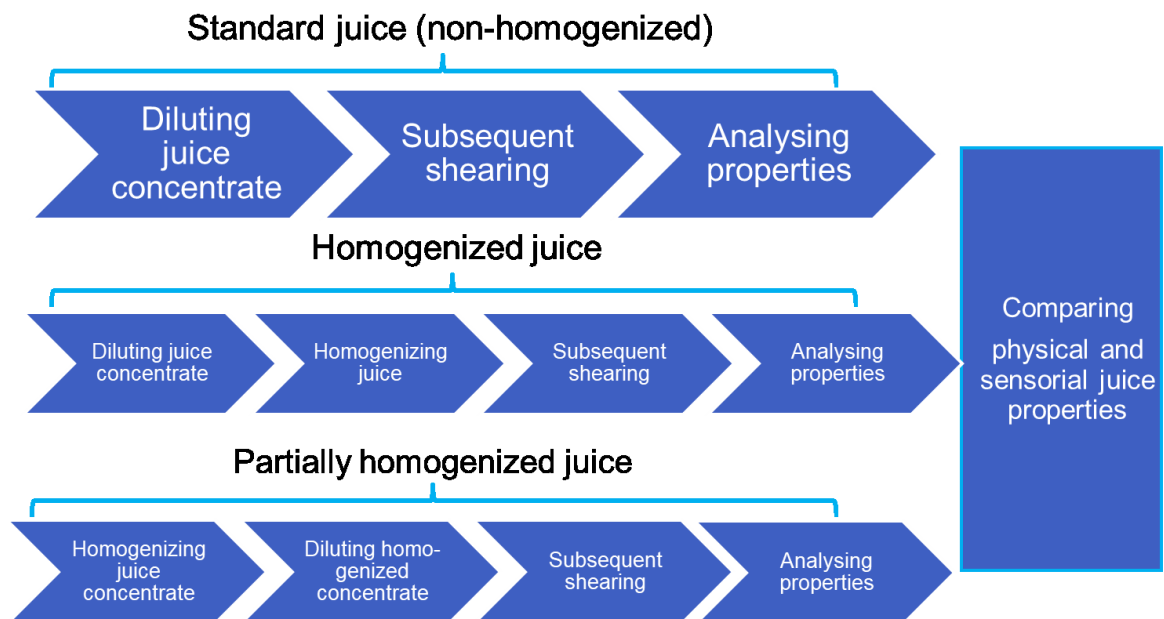 Standard juice (non-homogenized)
Diluting
juice
concentrate
Subsequent
shearing
Analysing
properties
Homogenized juice
Diluting juice
concentrate
Homogenizing
juice
Subsequent
shearing
Analysing
properties
Partially homogenized juice
Homogenizing
juice
concentrate
Diluting homo-
genized
concentrate
Subsequent
shearing
Analysing
properties
Comparing
physical and
sensorial juice
properties